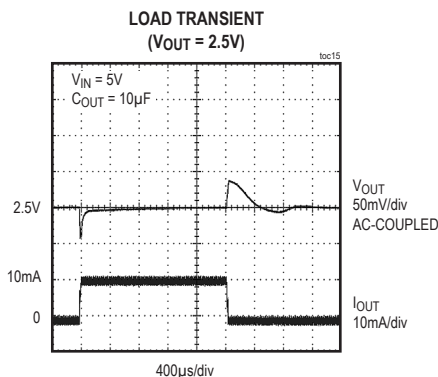 LOAD TRANSIENT
(VOUT = 2.5V)
toc15
VIN = 5V
COUT = 10µF
2.5V
VOUT
50mV/div
AC-COUPLED
10mA
0
IOUT
10mA/div
400µs/div